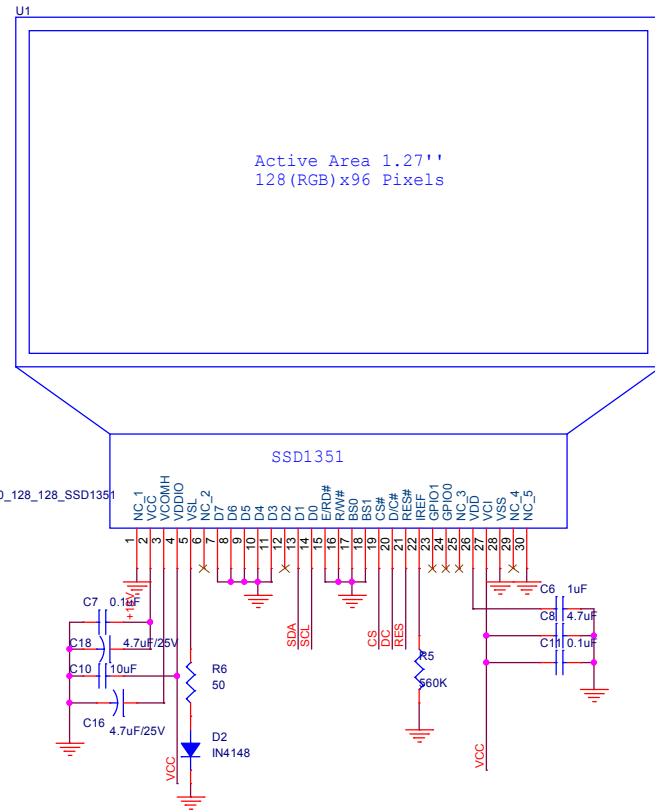 U1
Active Area 1.27''
128(RGB)x96 Pixels
SSD1351
0_128_128_SSD1351
NC_1
VCC
VCOMH
VDDIO
VSL
NC_2
D7
D6
D5
D4
D3
D2
D1
D0
E/RD#
R/W#
BS0
BS1
CS#
D/C#
RES#
IREF
GPIO1
GPIO0
NC_3
VDD
VCI
VSS
NC_4
NC_5
1
2
3
4
5
6
7
8
9
10
11
12
13
14
15
16
17
18
19
20
21
22
23
24
25
26
27
28
29
30
C7 0.1uF
C18 4.7uF/25V
C10 10uF
C16 4.7uF/25V
R6
50
D2
IN4148
VCC
SDA
SCL
CS
DC
RES
R5
560K
VCC
C6 1uF
C8 4.7uF
C11 0.1uF